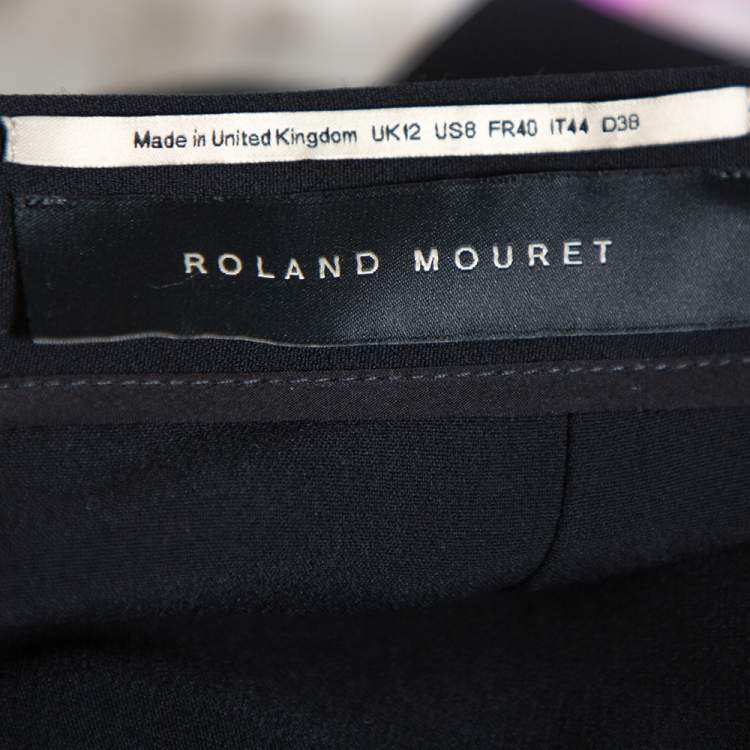 Made in United Kingdom UK12 US8 FR40 IT44 D38
ROLAND MOURET